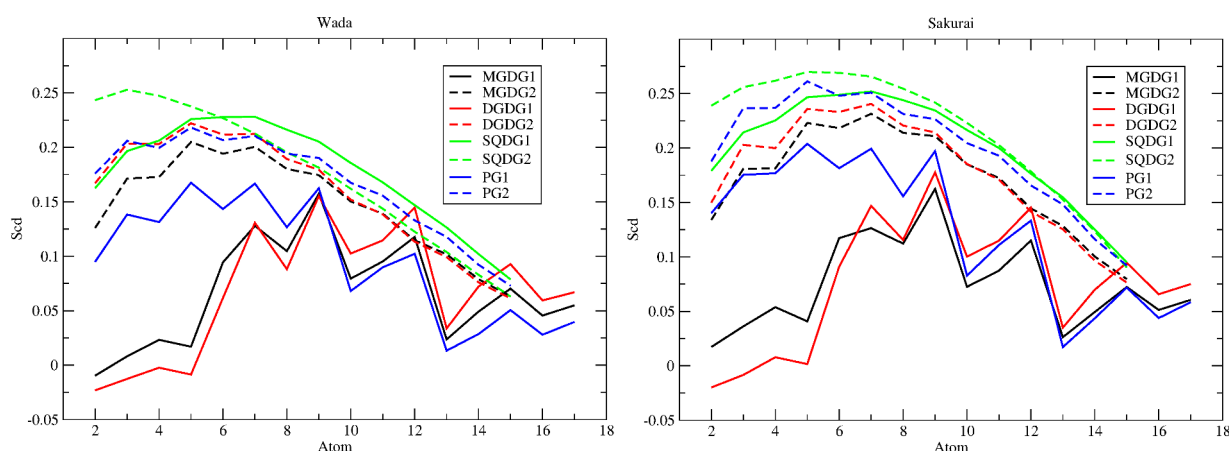 Wada
Scd
0.25
0.2
0.15
0.1
0.05
0
-0.05
2 4 6 8 10 12 14 16 18
Atom
MGDG1
MGDG2
DGDG1
DGDG2
SQDG1
SQDG2
PG1
PG2
Sakurai
Scd
0.25
0.2
0.15
0.1
0.05
0
-0.05
2 4 6 8 10 12 14 16 18
Atom
MGDG1
MGDG2
DGDG1
DGDG2
SQDG1
SQDG2
PG1
PG2